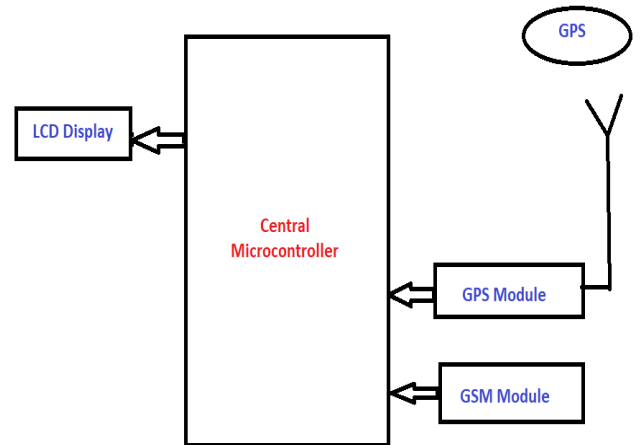 GPS
LCD Display
Central
Microcontroller
GPS Module
GSM Module